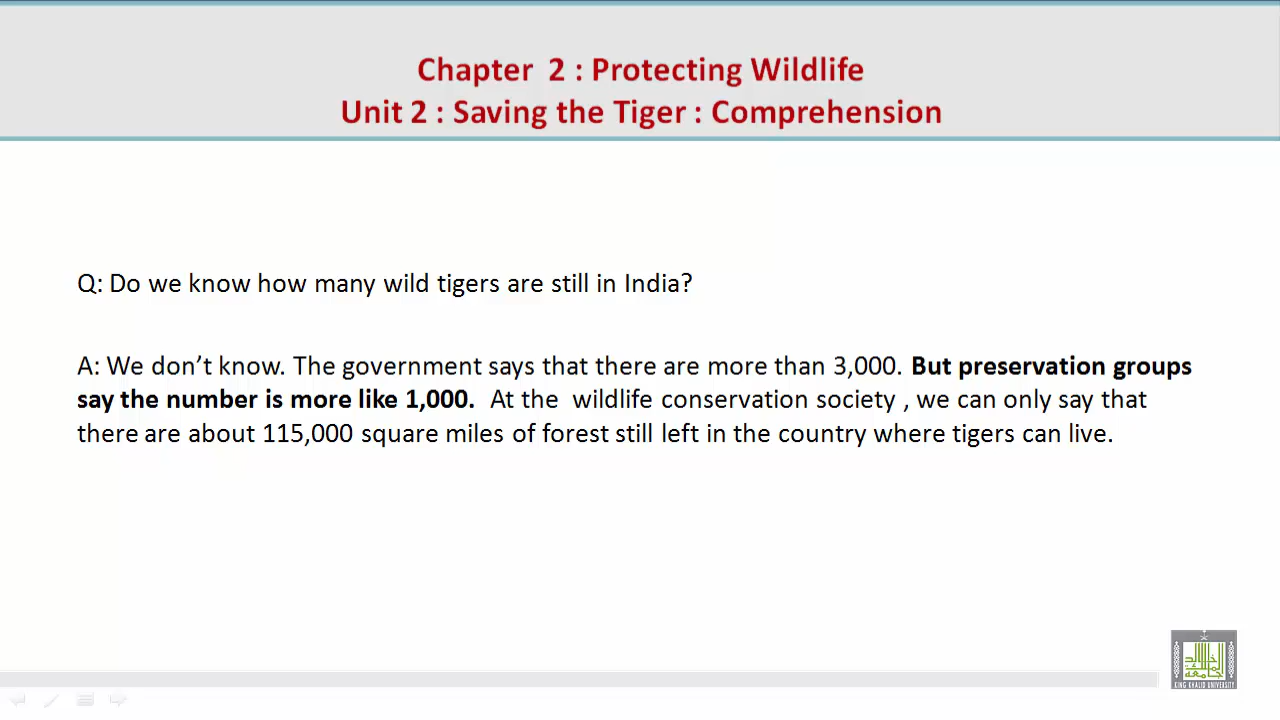 Chapter 2 : Protecting Wildlife
Unit 2 : Saving the Tiger : Comprehension
Q: Do we know how many wild tigers are still in India?
A: We don’t know. The government says that there are more than 3,000. But preservation groups
say the number is more like 1,000. At the wildlife conservation society , we can only say that
there are about 115,000 square miles of forest still left in the country where tigers can live.
KING KHALID UNIVERSITY